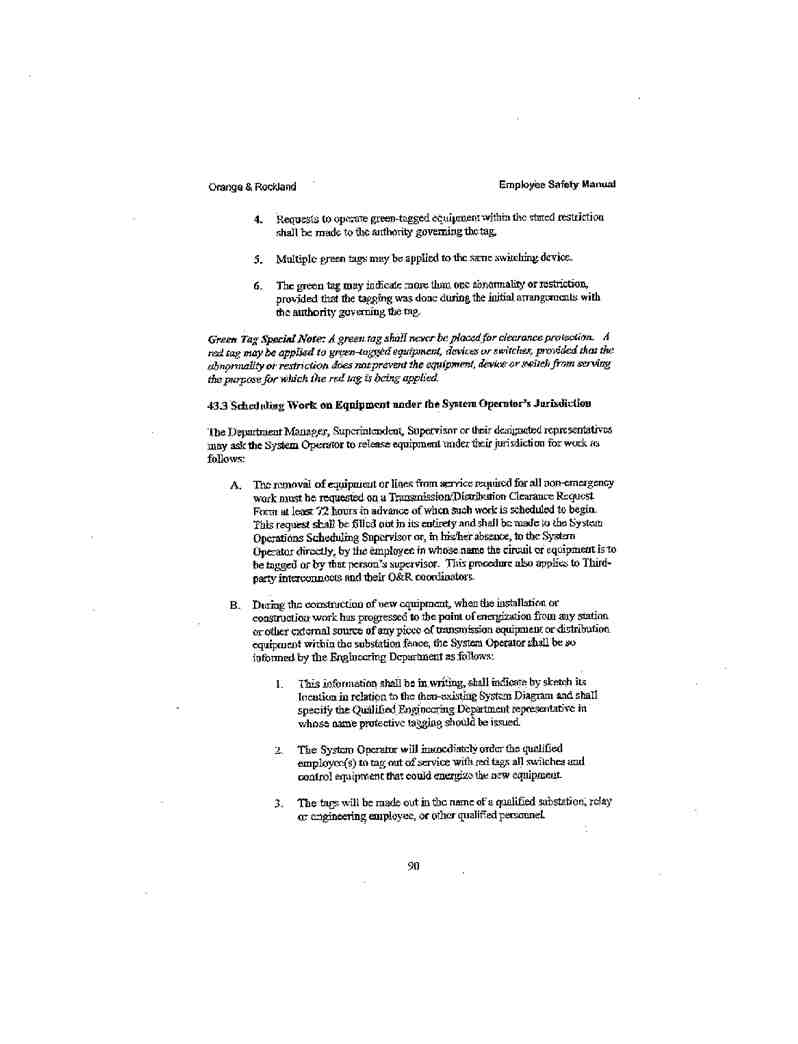 Orange & Rockland Employee Safety Manual
4. Requests to operate green-tagged equipment within the stated restriction
shall be made to the authority governing the tag.
5. Multiple green tags may be applied to the same switching device.
6. The green tag may indicate more than one abnormality or restriction,
provided that the tagging was done during the initial arrangements with
the authority governing the tag.
Green Tag Special Note: A green tag shall never be placed for clearance protection. A
red tag may be applied to green-tagged equipment, devices or switches, provided that the
abnormality or restriction does not prevent the equipment, device or switch from serving
the purpose for which the red tag is being applied.
43.3 Scheduling Work on Equipment under the System Operator's Jurisdiction
The Department Manager, Superintendent, Supervisor or their designated representatives
may ask the System Operator to release equipment under their jurisdiction for work as
follows:
A. The removal of equipment or lines from service required for all non-emergency
work must be requested on a Transmission/Distribution Clearance Request
Form at least 72 hours in advance of when such work is scheduled to begin.
This request shall be filled out in its entirety and shall be made to the System
Operations Scheduling Supervisor or, in his/her absence, to the System
Operator directly, by the employee in whose name the circuit or equipment is to
be tagged or by that person's supervisor. This procedure also applies to Third-
party interconnects and their O&R coordinators.
B. During the construction of new equipment, when the installation or
construction work has progressed to the point of energization from any station
or other external source of any piece of transmission equipment or distribution
equipment within the substation fence, the System Operator shall be so
informed by the Engineering Department as follows:
1. This information shall be in writing, shall indicate by sketch its
location in relation to the then-existing System Diagram and shall
specify the Qualified Engineering Department representative in
whose name protective tagging should be issued.
2. The System Operator will immediately order the qualified
employee(s) to tag out of service with red tags all switches and
control equipment that could energize the new equipment.
3. The tags will be made out in the name of a qualified substation, relay
or engineering employee, or other qualified personnel.
90